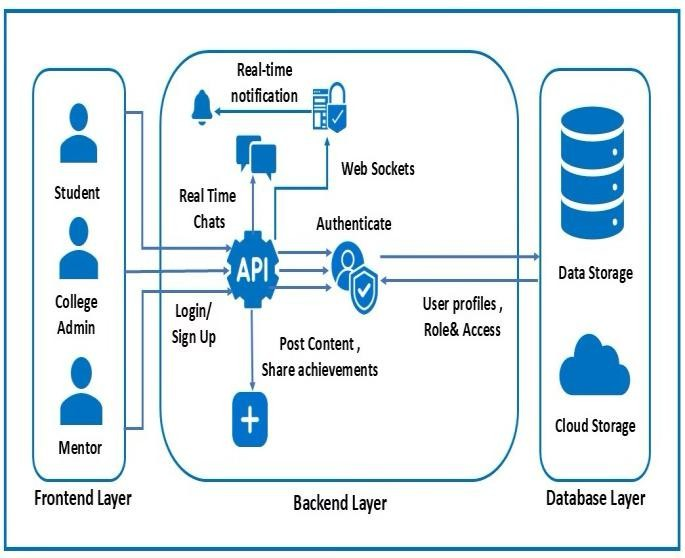 Student
College
Admin
Mentor
Frontend Layer
Real-time
notification
Web Sockets
Real Time
Chats
Authenticate
API
Login/
Sign Up
Post Content ,
Share achievements
User profiles ,
Role& Access
Backend Layer
Data Storage
Cloud Storage
Database Layer